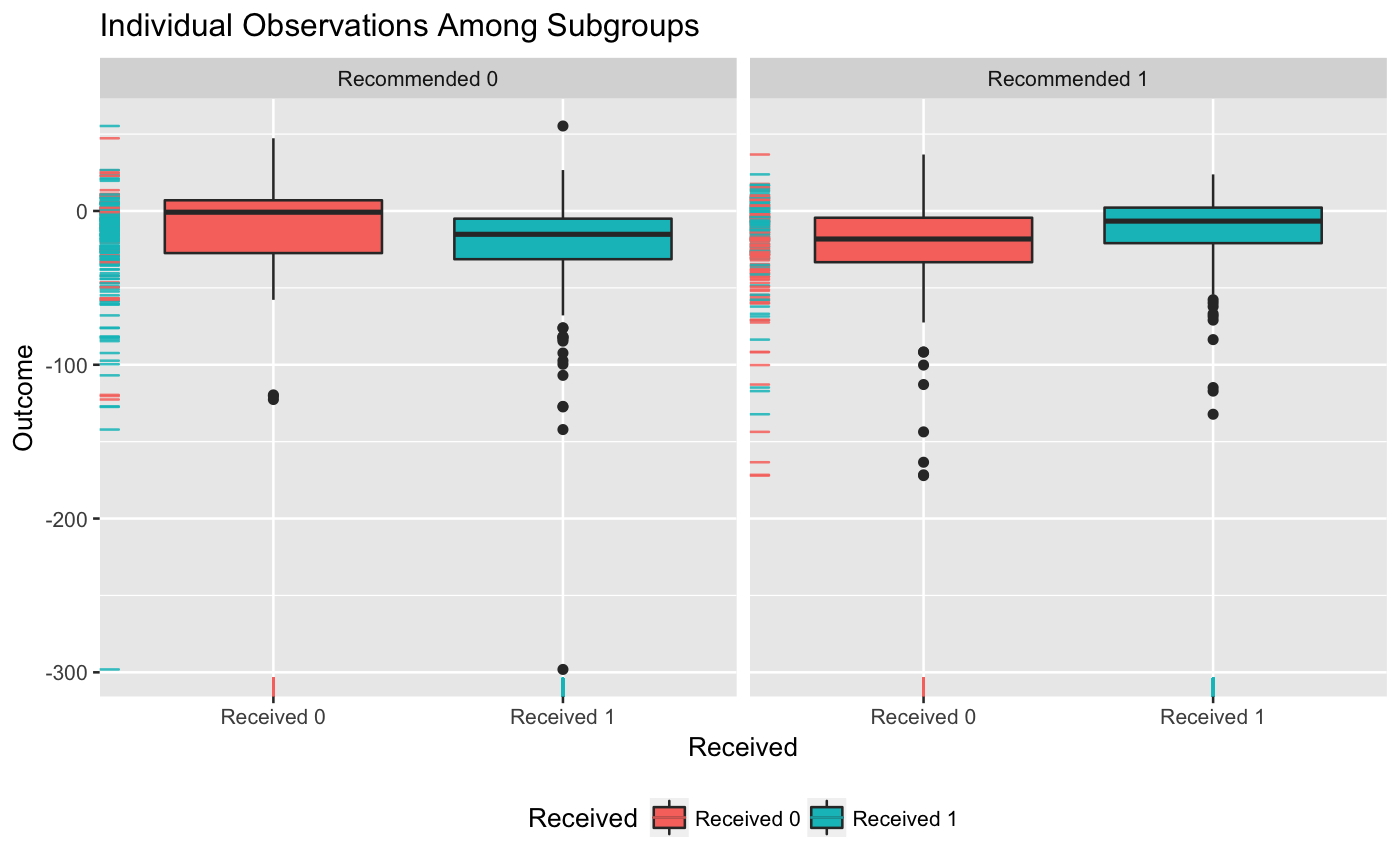 Individual Observations Among Subgroups
Recommended 0
Recommended 1
Outcome
0
-100
-200
-300
Received 0
Received 1
Received 0
Received 1
Received
Received
Received 0
Received 1